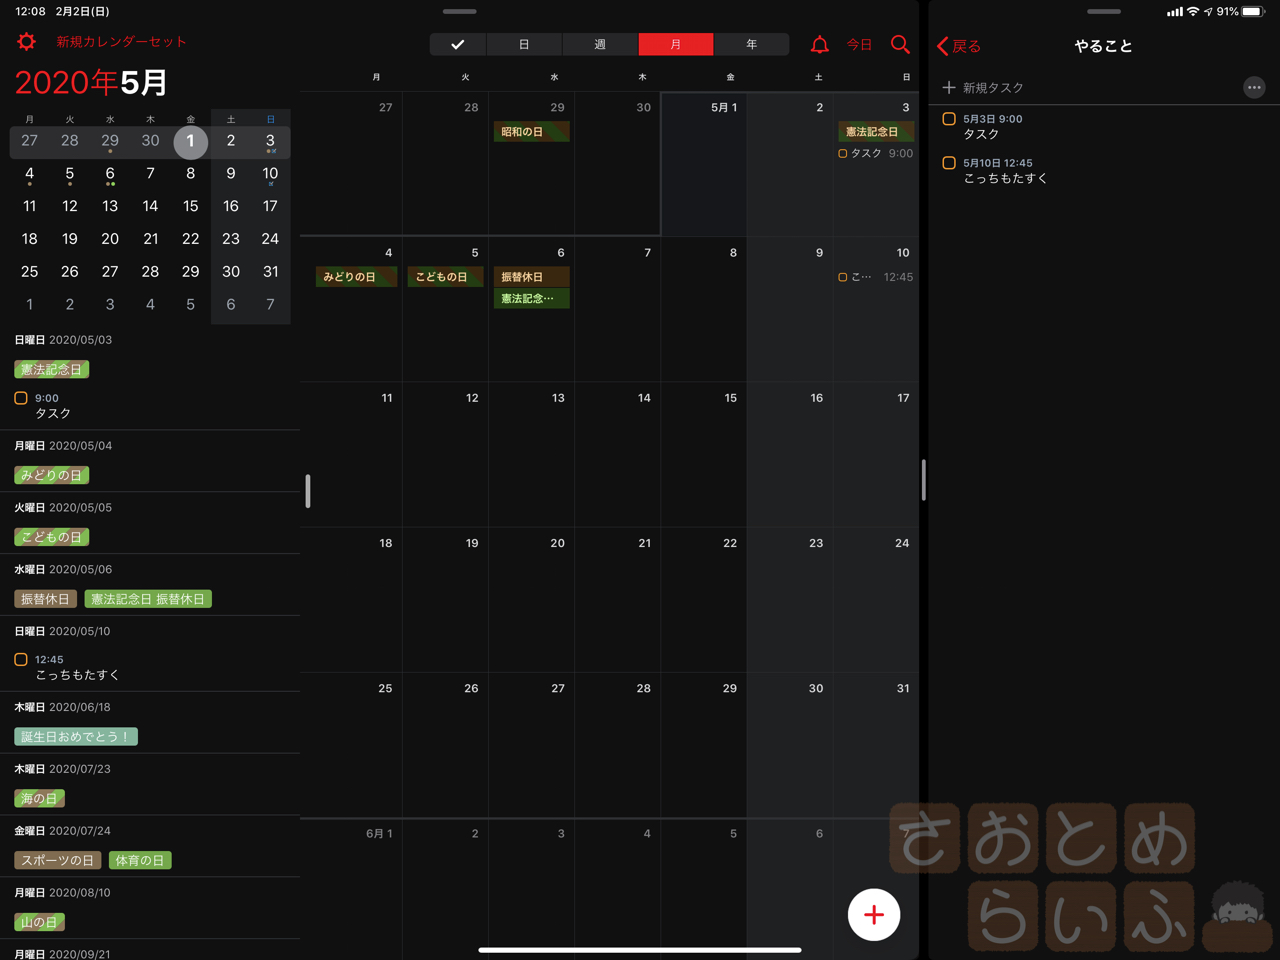 12:08 2月2日(日)
91%
新規カレンダーセット
日 週 月 年
今日
戻る
やること
2020年5月
月 火 水 木 金 土 日
27 28 29 30 1 2 3
4 5 6 7 8 9 10
11 12 13 14 15 16 17
18 19 20 21 22 23 24
25 26 27 28 29 30 31
1 2 3 4 5 6 7
日曜日 2020/05/03
憲法記念日
9:00
タスク
月曜日 2020/05/04
みどりの日
火曜日 2020/05/05
こどもの日
水曜日 2020/05/06
振替休日 憲法記念日 振替休日
日曜日 2020/05/10
12:45
こっちもたすく
木曜日 2020/06/18
誕生日おめでとう！
木曜日 2020/07/23
海の日
金曜日 2020/07/24
スポーツの日 体育の日
月曜日 2020/08/10
山の日
月曜日 2020/09/21
月 火 水 木 金 土 日
27 28 29 30 5月 1 2 3
昭和の日 憲法記念日
タスク 9:00
4 5 6 7 8 9 10
みどりの日 こどもの日 振替休日 こ… 12:45
憲法記念…
11 12 13 14 15 16 17
18 19 20 21 22 23 24
25 26 27 28 29 30 31
6月 1 2 3 4 5 6 7
新規タスク
5月3日 9:00
タスク
5月10日 12:45
こっちもたすく
さおとめ
らいふ